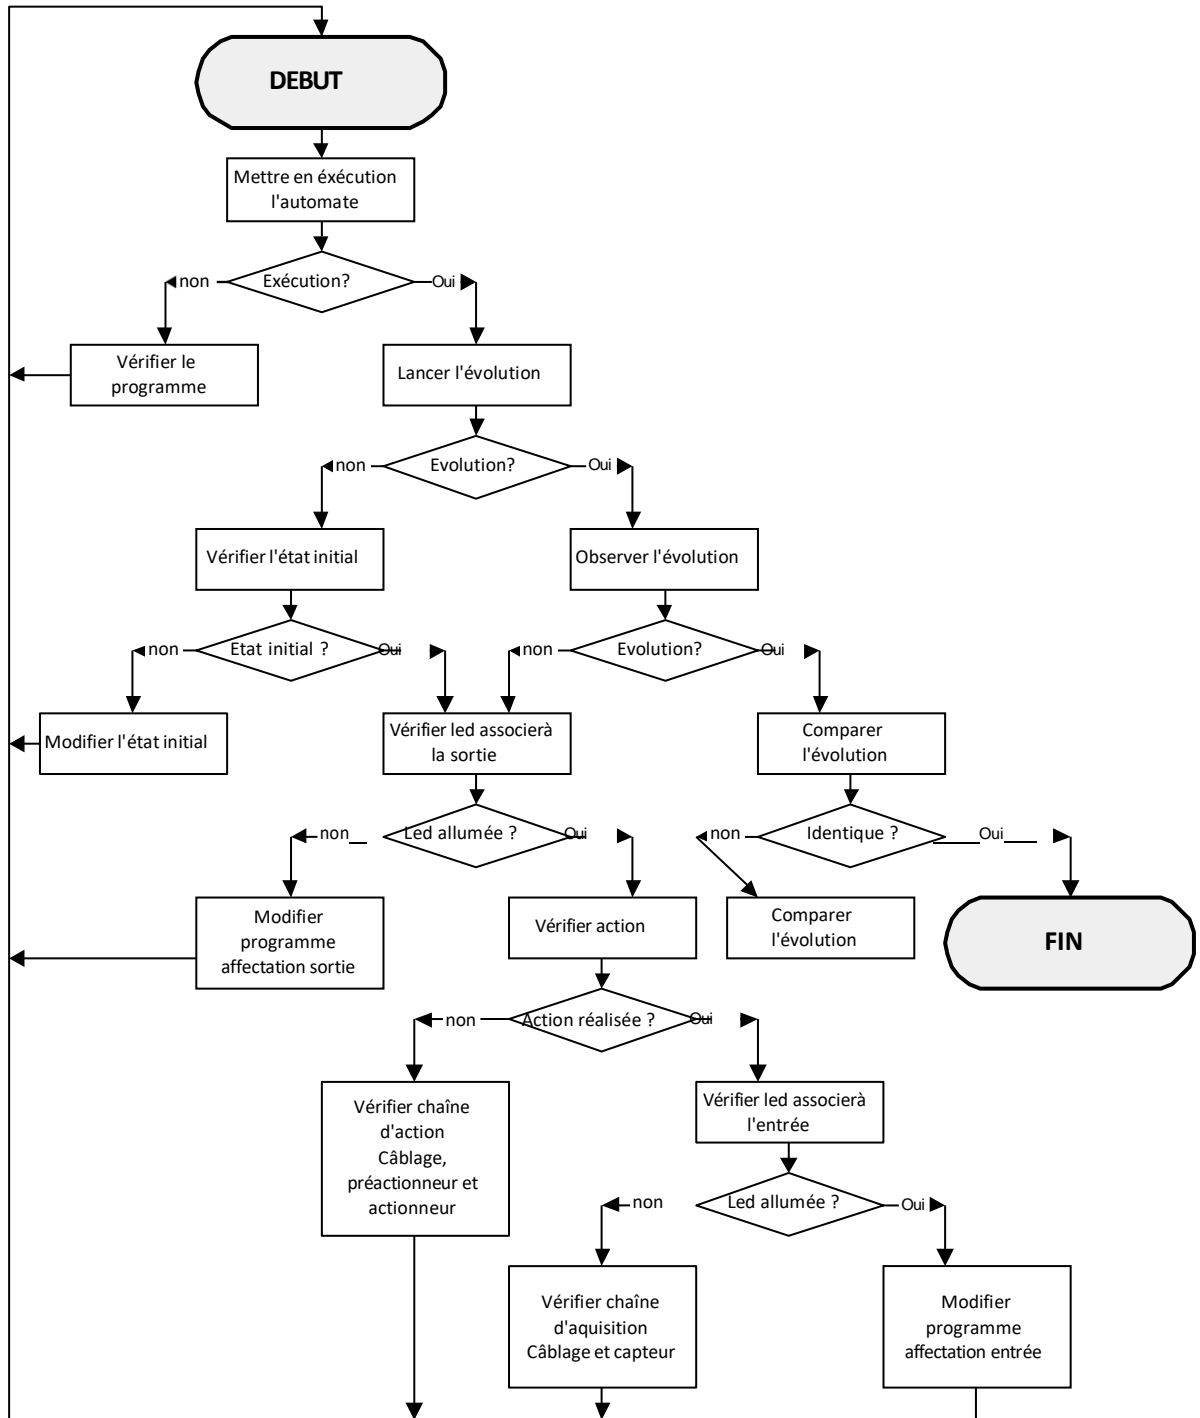 DEBUT
Mettre en éxécution
l'automate
non
Exécution?
Oui
Vérifier le
programme
Lancer l'évolution
non
Evolution?
Oui
Vérifier l'état initial
Observer l'évolution
non
Etat initial ?
Oui
non
Evolution?
Oui
Modifier l'état initial
Vérifier led associerà
la sortie
Comparer
l'évolution
non
Led allumée ?
Oui
non
Identique ?
Oui
Modifier
programme
affectation sortie
Vérifier action
Comparer
l'évolution
FIN
non
Action réalisée ?
Oui
Vérifier chaîne
d'action
Câblage,
préactionneur et
actionneur
Vérifier led associerà
l'entrée
non
Led allumée ?
Oui
Vérifier chaîne
d'aquisition
Câblage et capteur
Modifier
programme
affectation entrée